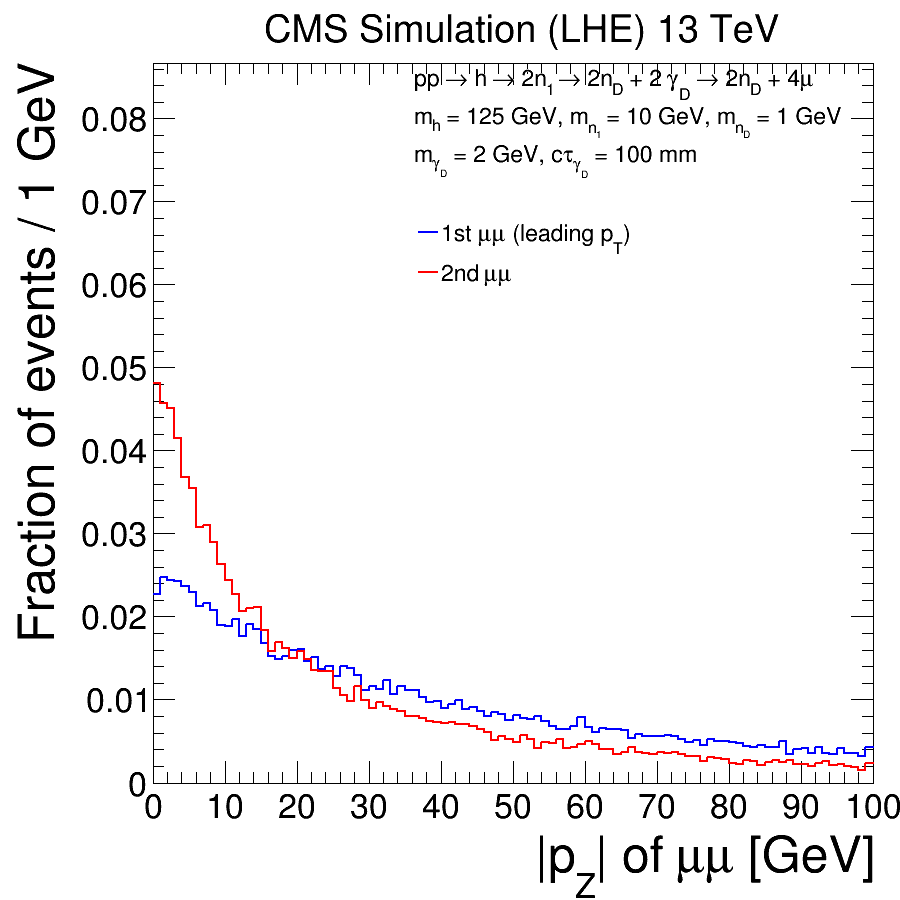 CMS Simulation (LHE) 13 TeV
pp → h → 2n₁ → 2n_D + 2 γ_D → 2n_D + 4μ
m_h = 125 GeV, m_n₁ = 10 GeV, m_n_D = 1 GeV
m_γ_D = 2 GeV, cτ_γ_D = 100 mm
1st μμ (leading p_T)
2nd μμ
Fraction of events / 1 GeV
0.08
0.07
0.06
0.05
0.04
0.03
0.02
0.01
0
0 10 20 30 40 50 60 70 80 90 100
|p_Z| of μμ [GeV]